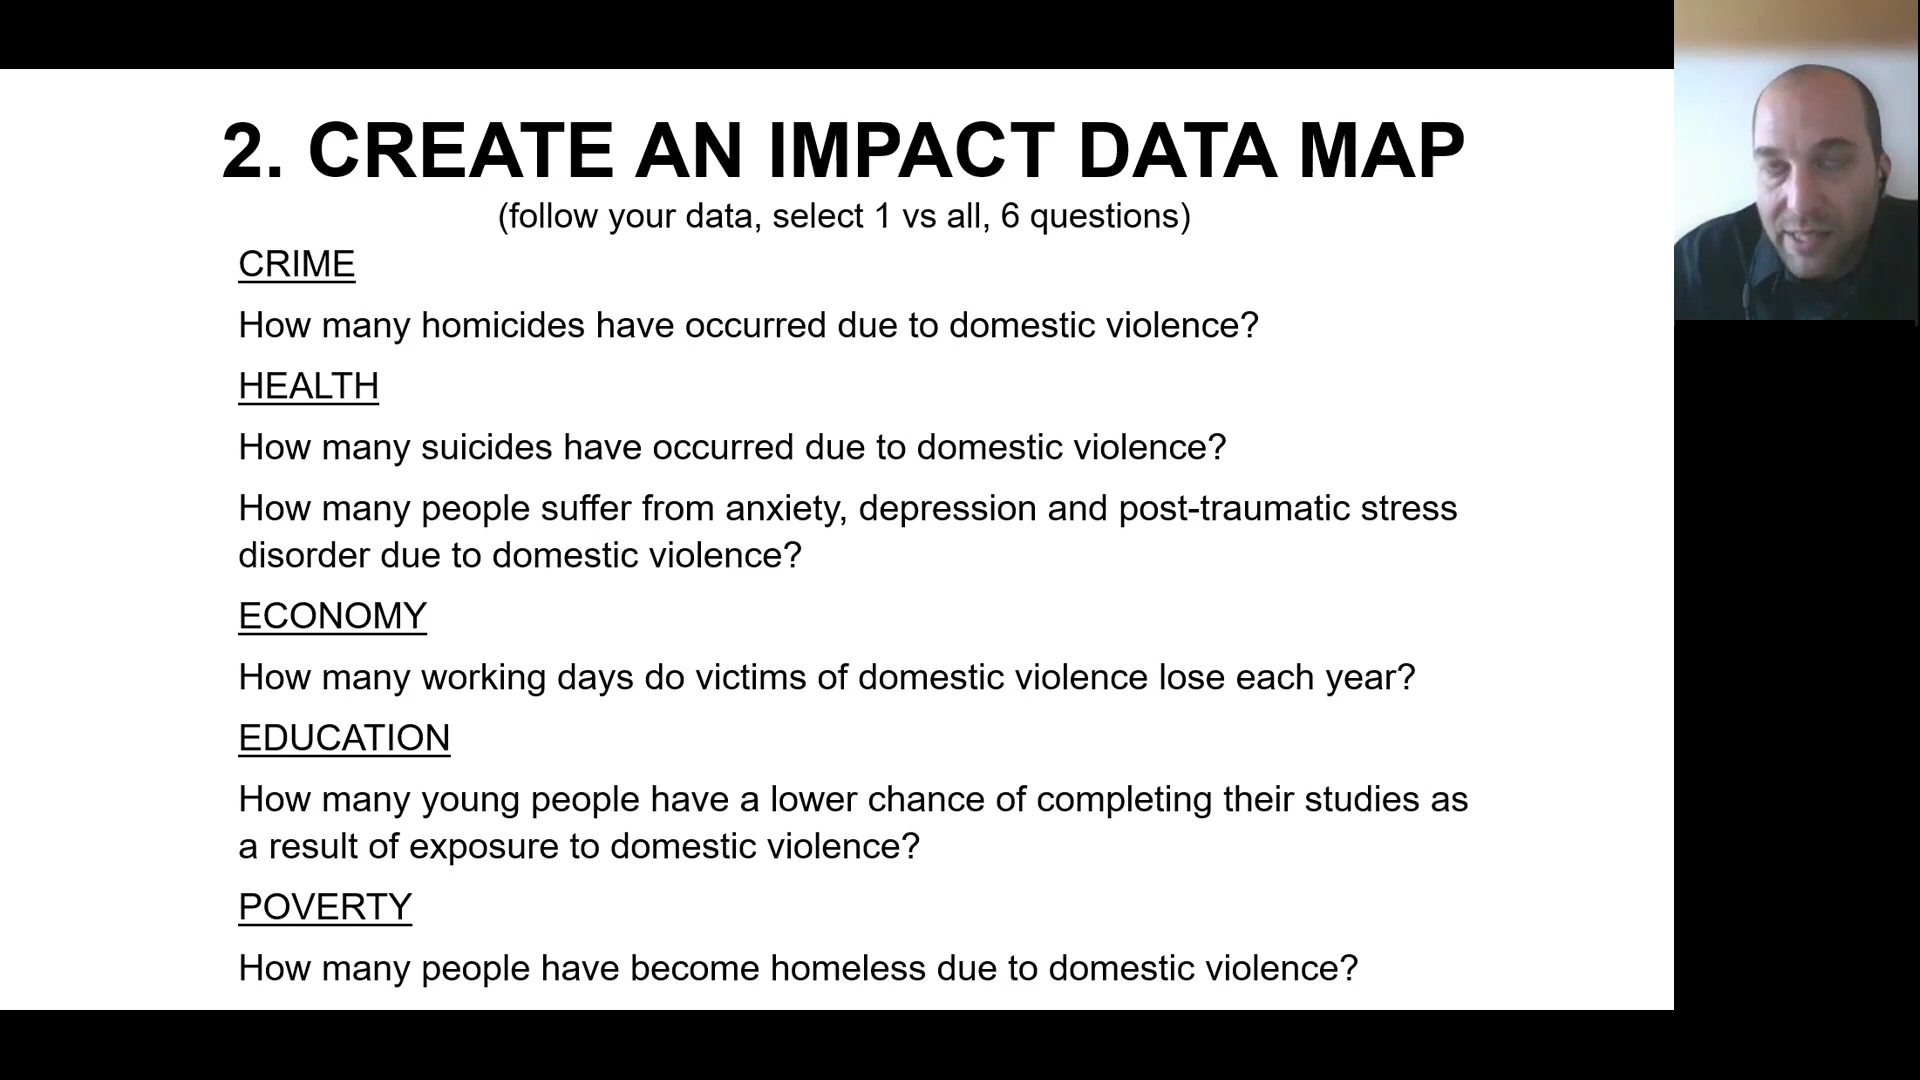 2. CREATE AN IMPACT DATA MAP
(follow your data, select 1 vs all, 6 questions)
CRIME
How many homicides have occurred due to domestic violence?
HEALTH
How many suicides have occurred due to domestic violence?
How many people suffer from anxiety, depression and post-traumatic stress
disorder due to domestic violence?
ECONOMY
How many working days do victims of domestic violence lose each year?
EDUCATION
How many young people have a lower chance of completing their studies as
a result of exposure to domestic violence?
POVERTY
How many people have become homeless due to domestic violence?